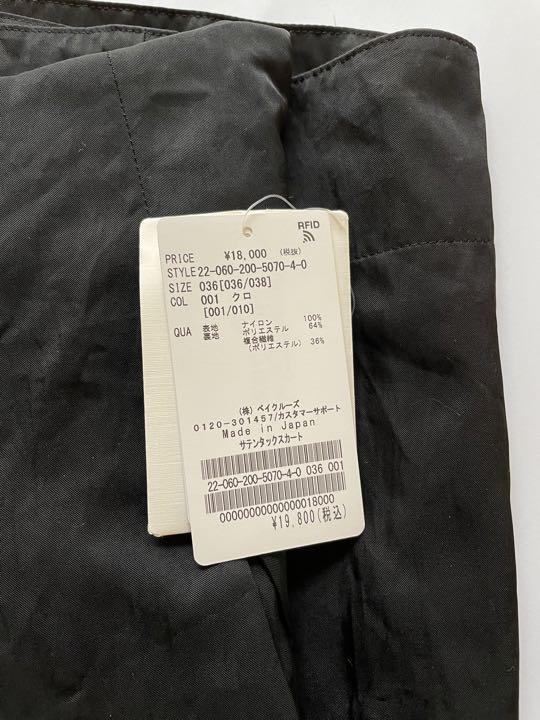 RFID
PRICE ¥18,000 (税抜)
STYLE 22-060-200-5070-4-0
SIZE 036[036/038]
COL 001 クロ
[001/010]
QUA 表地 ナイロン 100%
裏地 ポリエステル 64%
複合繊維
(ポリエステル) 36%
(株)ベイクルーズ
0120-301457/カスタマーサポート
Made in Japan
サテンタックスカート
22-060-200-5070-4-0 036 001
00000000000000018000
¥19,800(税込)